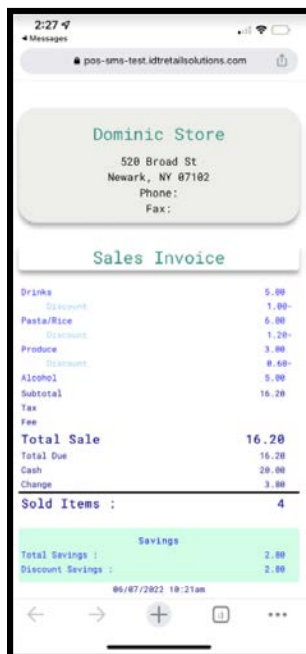 2:27
Messages
pos-sms-test.idtretailsolutions.com
Dominic Store
520 Broad St
Newark, NY 07102
Phone:
Fax:
Sales Invoice
Drinks 5.00
Discount 1.00-
Pasta/Rice 6.00
Discount 1.20-
Produce 3.00
Discount 0.60-
Alcohol 5.00
Subtotal 16.20
Tax
Fee
Total Sale 16.20
Total Due 16.20
Cash 20.00
Change 3.80
Sold Items : 4
Savings
Total Savings : 2.80
Discount Savings : 2.80
06/07/2022 10:21am